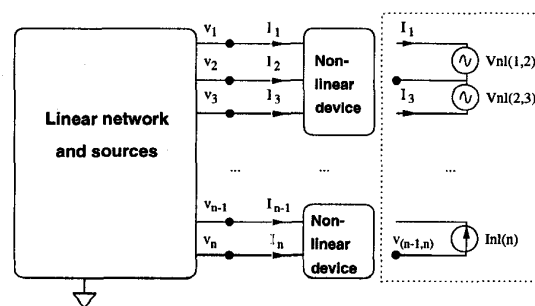 v1 I1 I1
v2 I2 Non-linear device Vnl(1,2)
v3 I3 I3 Vnl(2,3)
Linear network
and sources
... ... ...
vn-1 In-1 Non-linear device
vn In v(n-1,n) Inl(n)